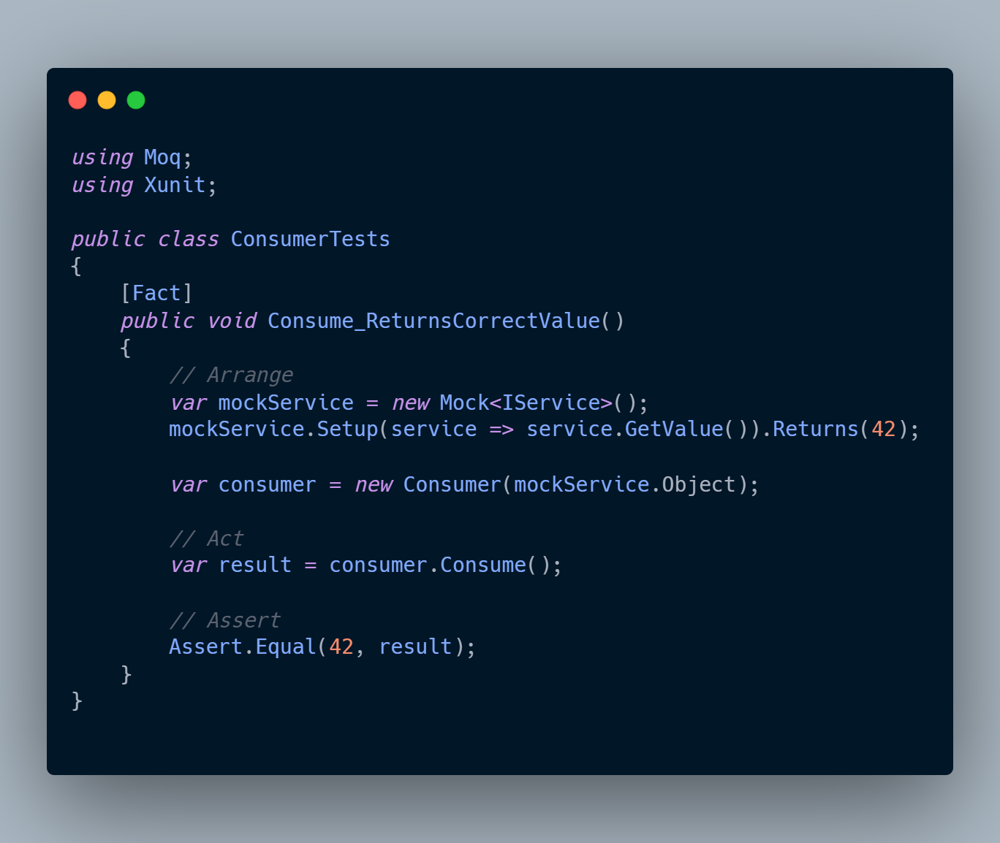 using Moq;
using Xunit;

public class ConsumerTests
{
    [Fact]
    public void Consume_ReturnsCorrectValue()
    {
        // Arrange
        var mockService = new Mock<IService>();
        mockService.Setup(service => service.GetValue()).Returns(42);

        var consumer = new Consumer(mockService.Object);

        // Act
        var result = consumer.Consume();

        // Assert
        Assert.Equal(42, result);
    }
}